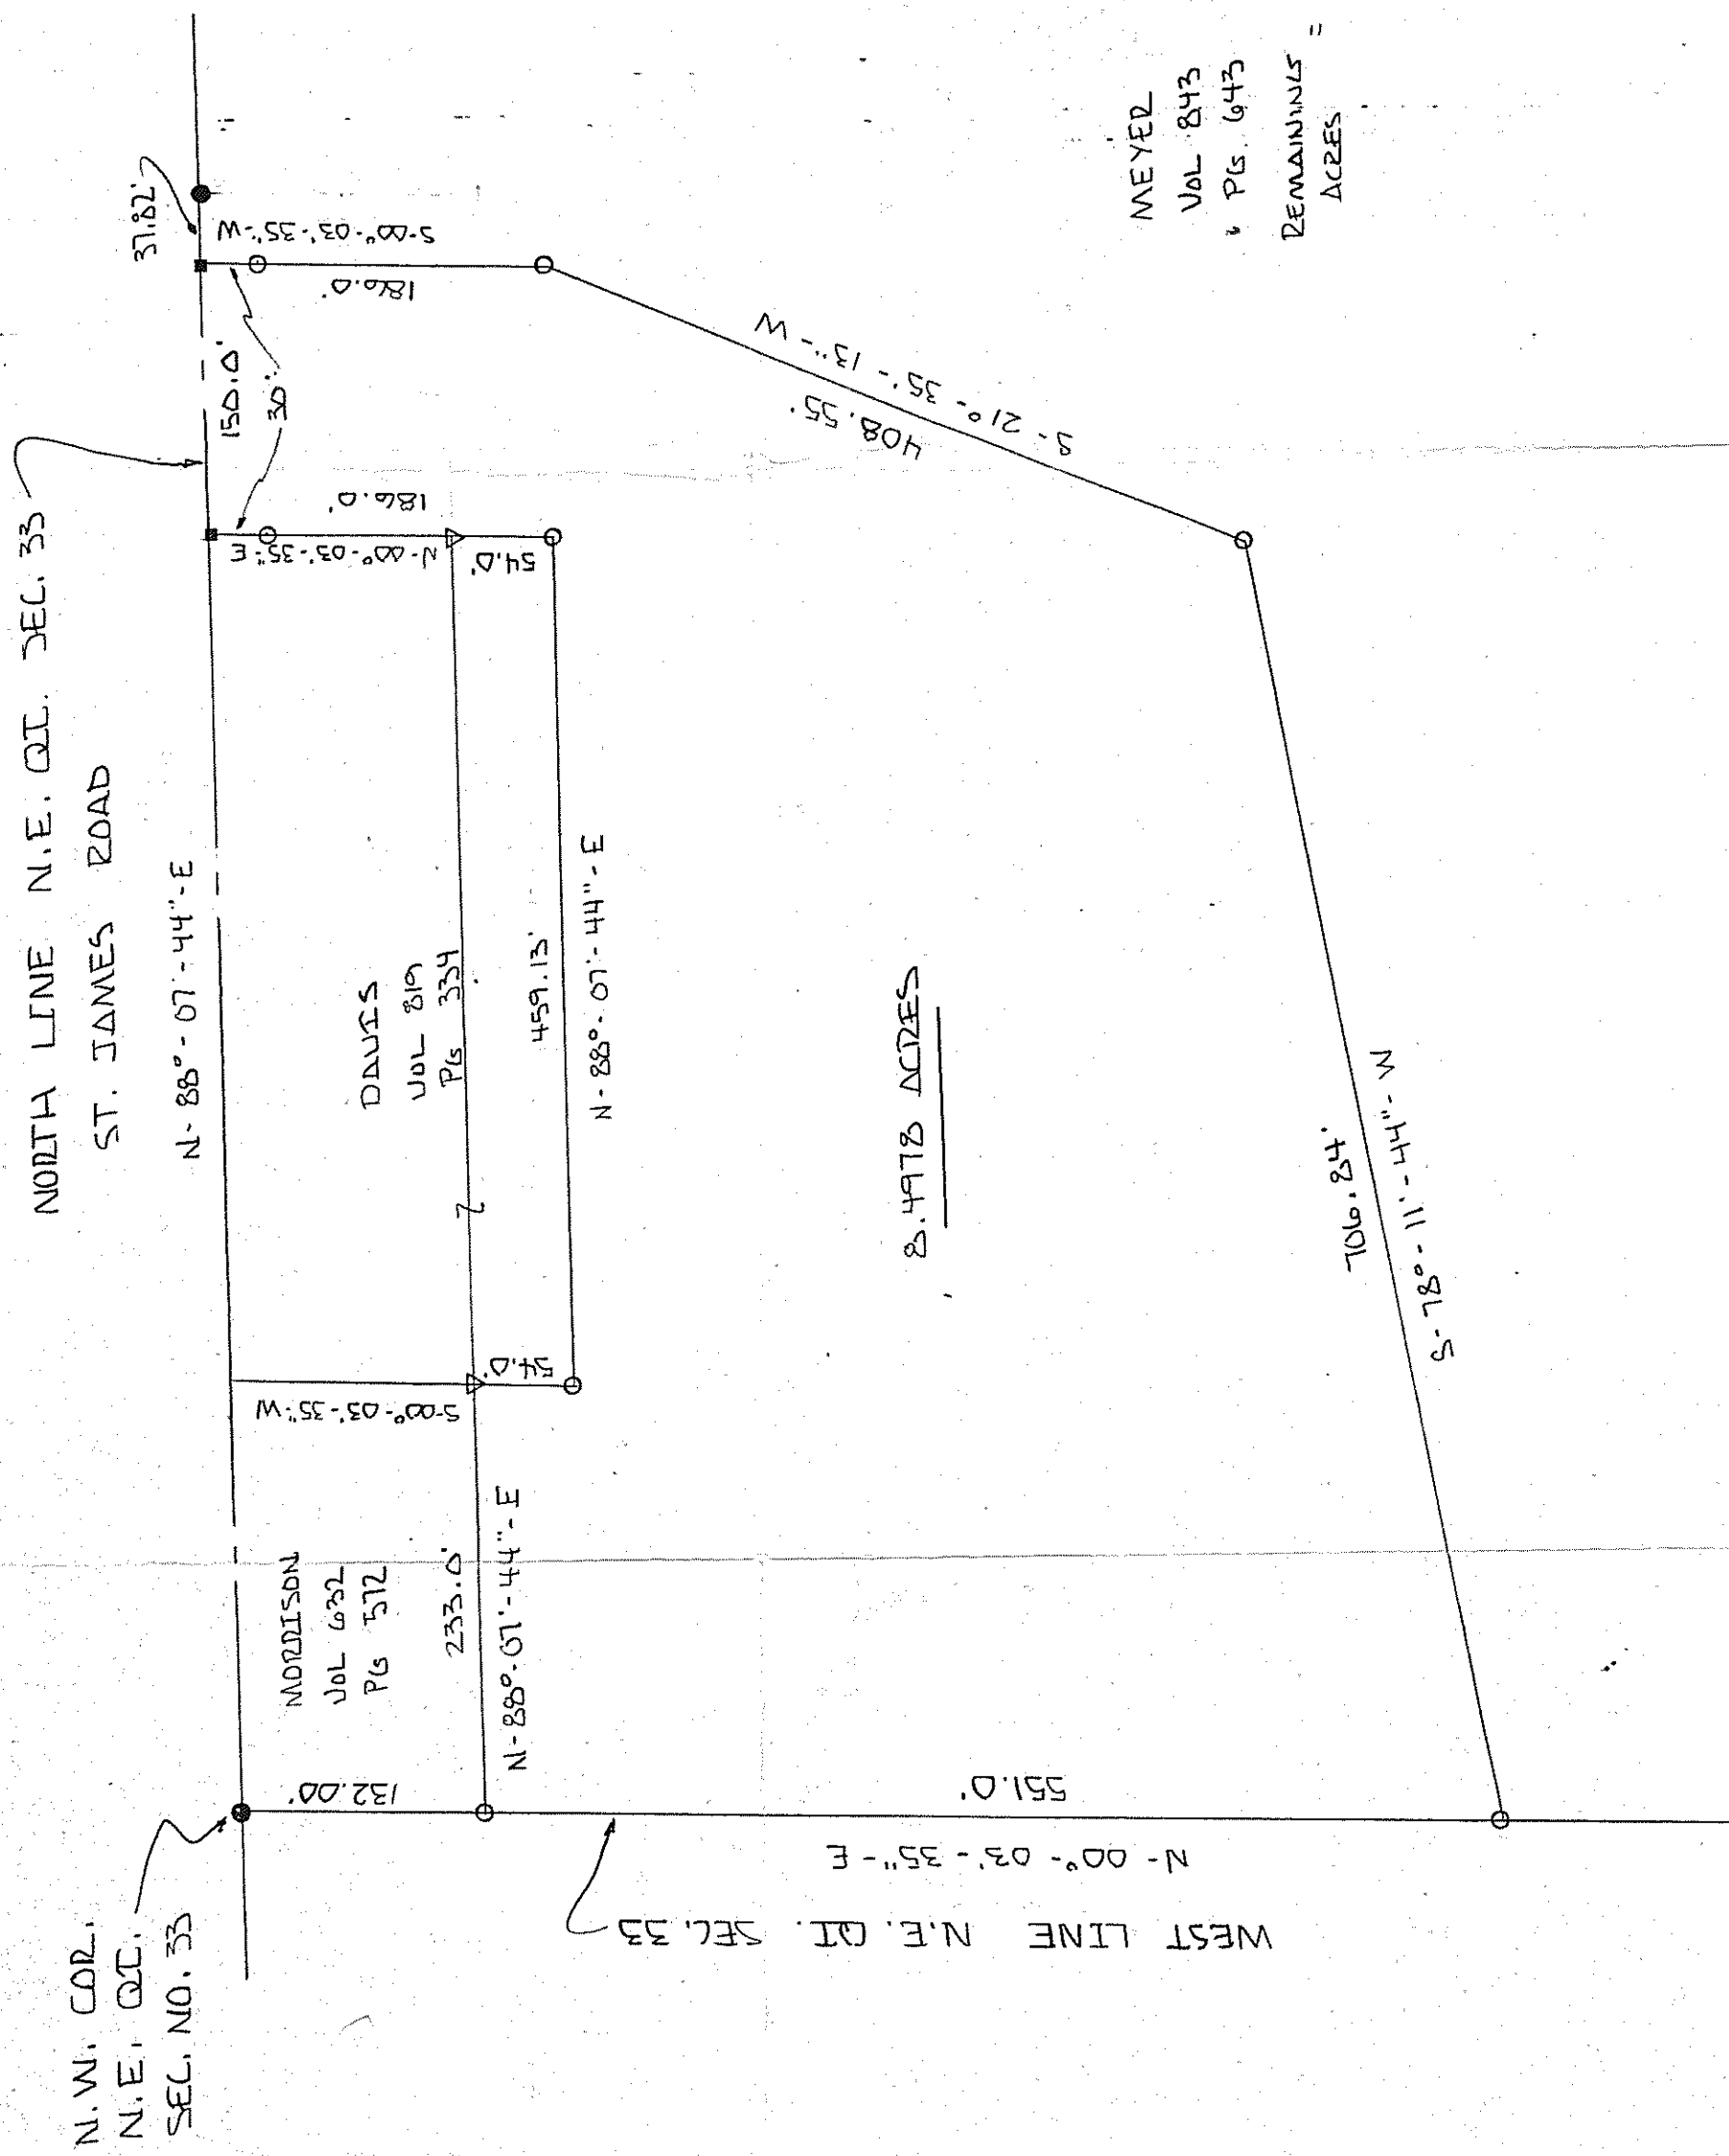 NORTH LINE N.E. QT. SEC. 33
ST. JAMES ROAD
N.W. COR.
N.E. QT.
SEC. NO. 33
N-88°-07'-44"-E
150.0'
37.82'
30'
S-00°-03'-35"-W
186.0'
N-00°-03'-35"-E
186.0'
54.0'
MORRISON
VOL 632
PG 572
233.0'
N-88°-07'-44"-E
132.00'
S-00°-03'-35"-W
54.0'
DAVIS
VOL 819
PG 334
459.13'
N-88°-07'-44"-E
8.4978 ACRES
408.55'
S-21°-35'-13"-W
706.84'
S-78°-11'-44"-W
551.0'
N-00°-03'-35"-E
WEST LINE N.E. QT. SEC. 33
MEYER
VOL 843
" PG. 643
REMAINING "
ACRES